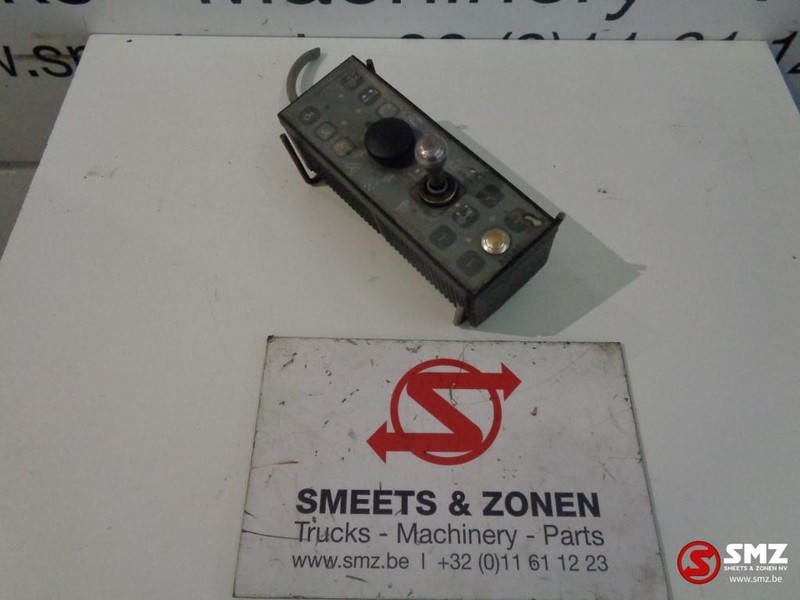 Machinery
SMEETS & ZONEN
Trucks - Machinery - Parts
www.smz.be | +32 (0)11 61 12 23
SMZ
SMEETS & ZONEN NV
www.smz.be